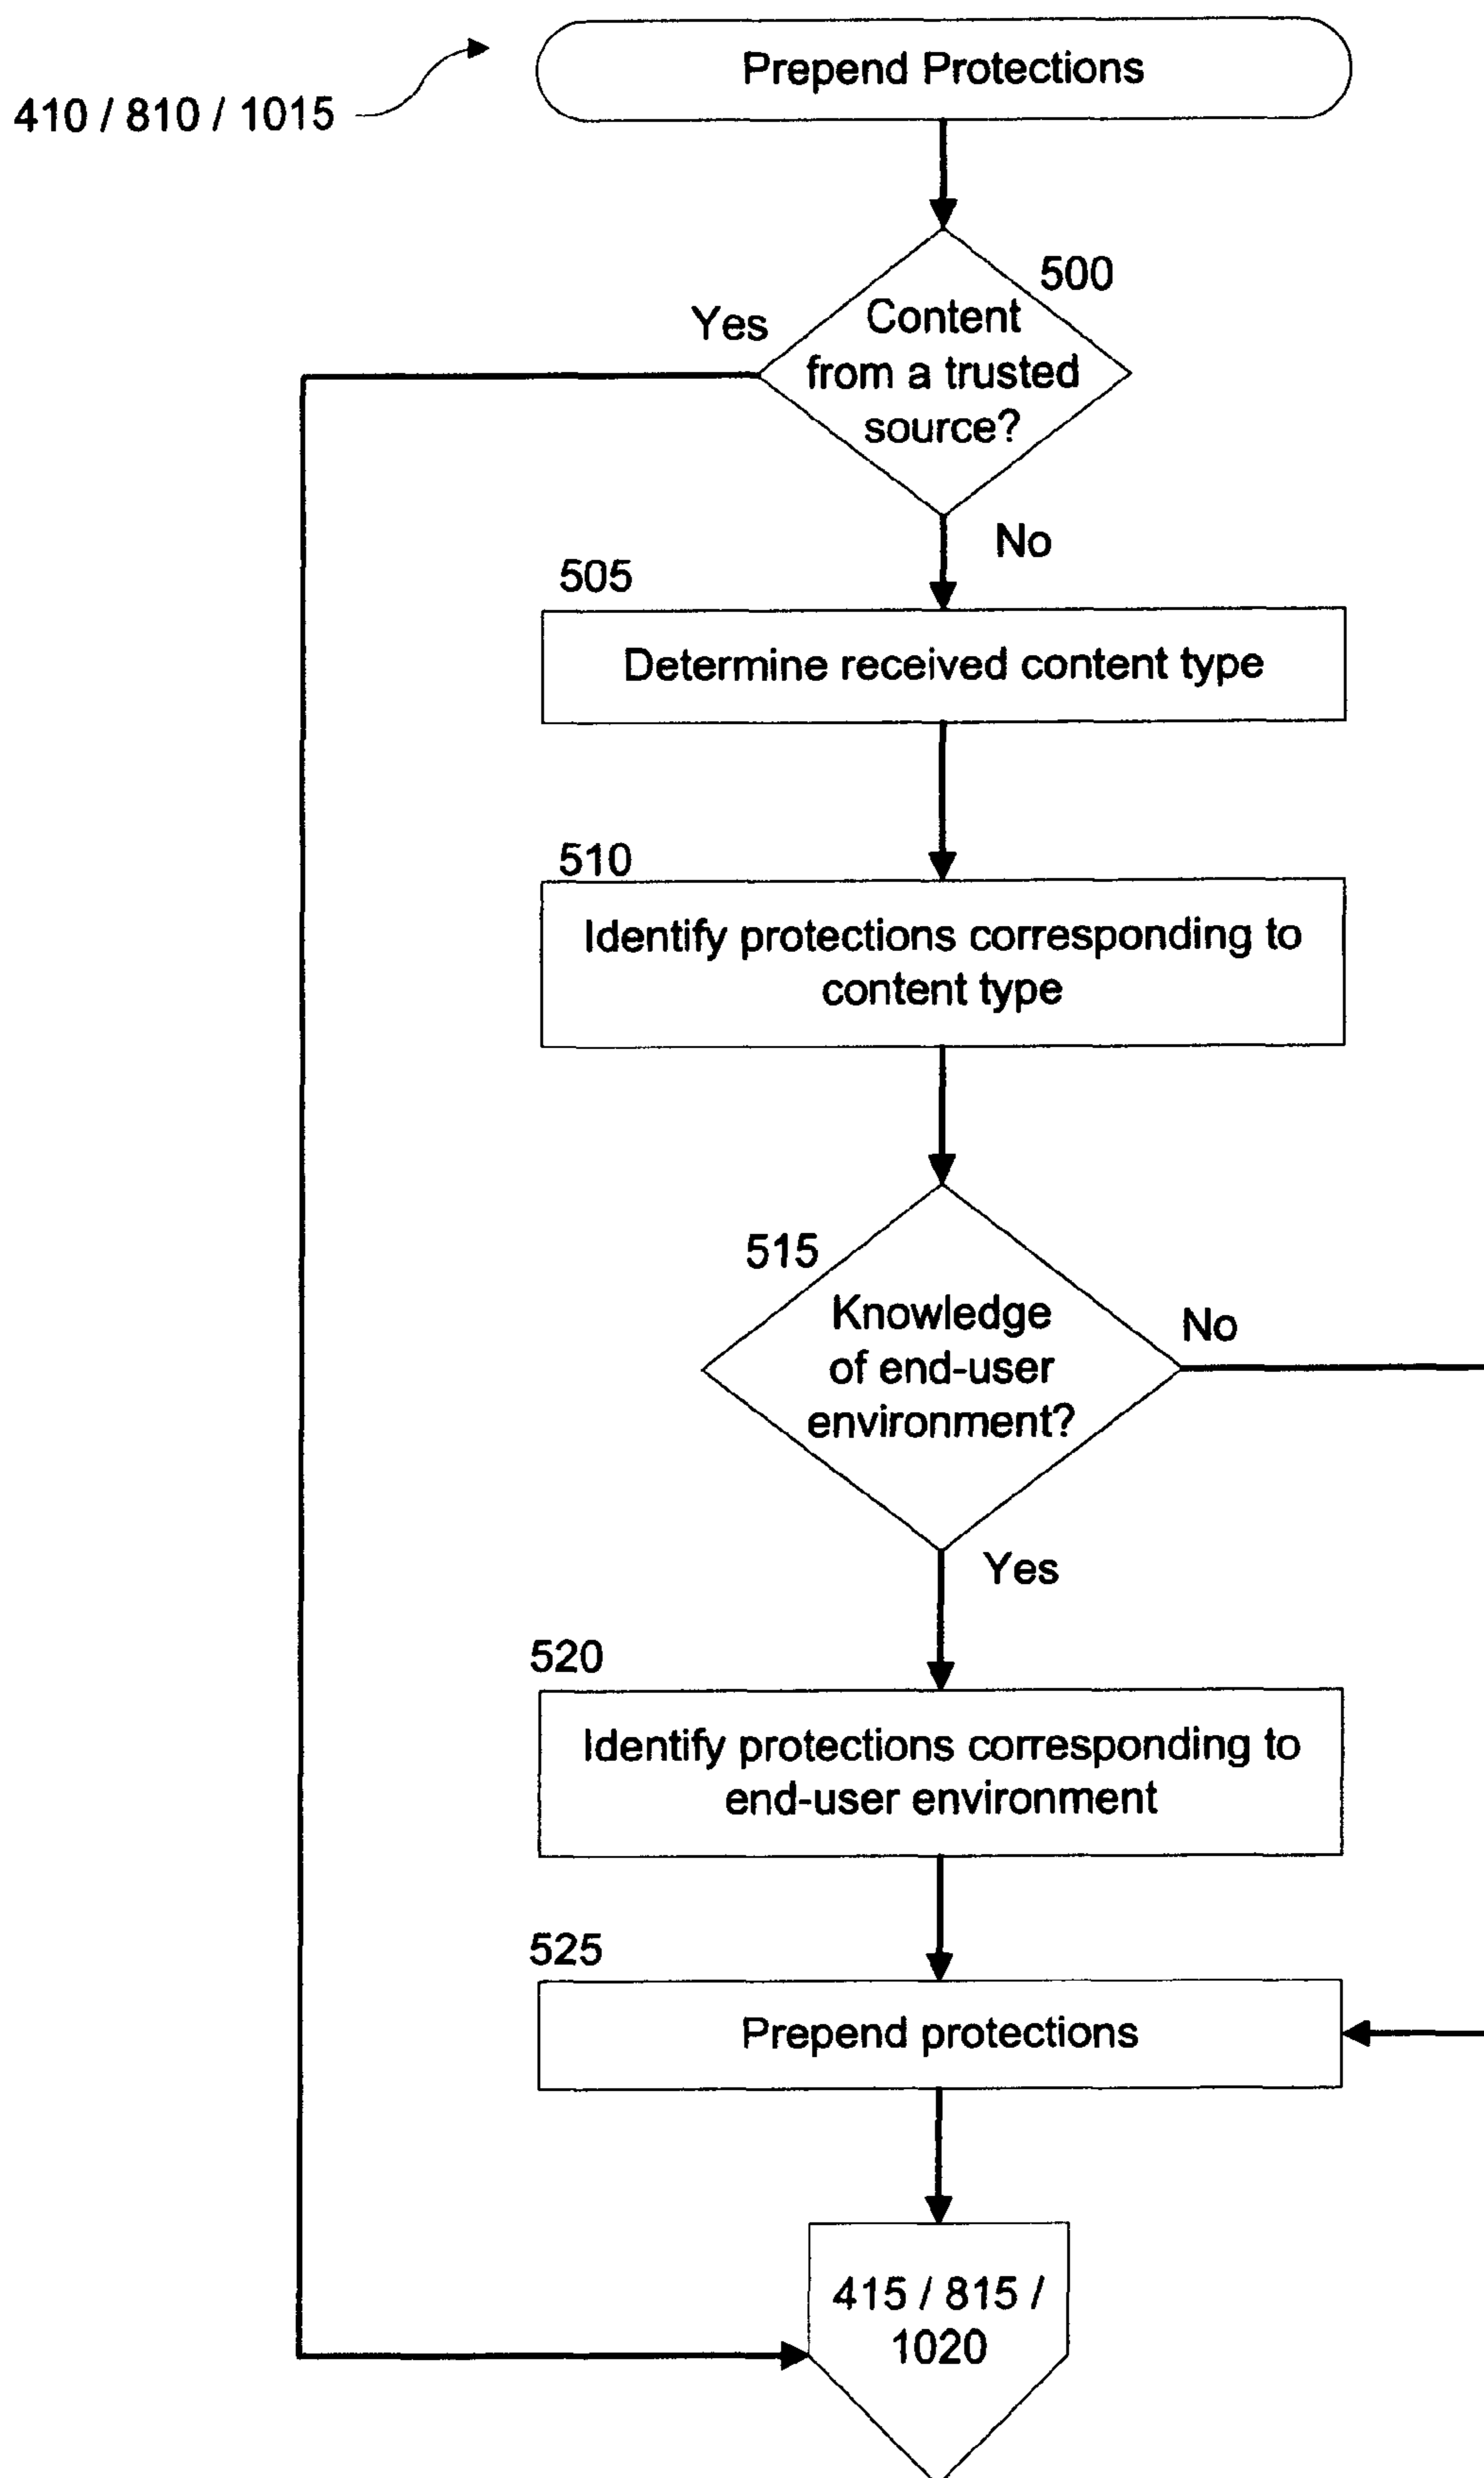 Prepend Protections
410 / 810 / 1015
500
Yes
Content
from a trusted
source?
No
505
Determine received content type
510
Identify protections corresponding to
content type
515
Knowledge
of end-user
environment?
No
Yes
520
Identify protections corresponding to
end-user environment
525
Prepend protections
415 / 815 /
1020